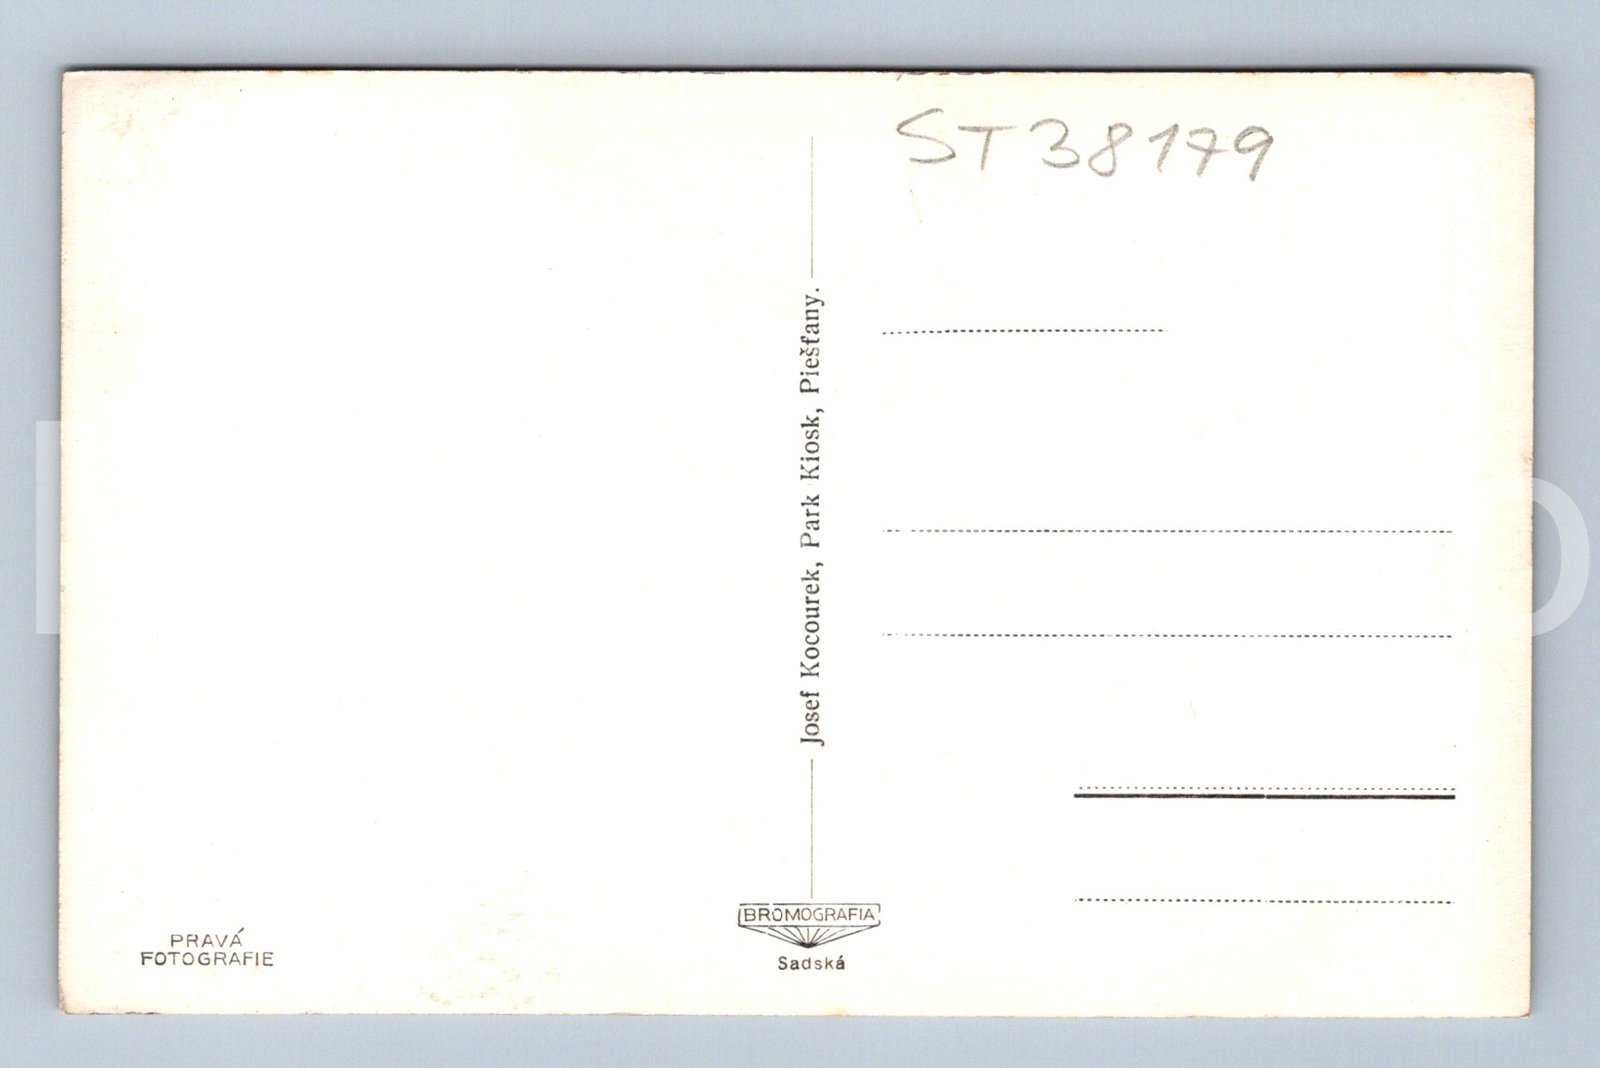 ST38179
Josef Kocourek, Park Kiosk, Piešťany.
PRAVÁ
FOTOGRAFIE
BROMOGRAFIA
Sadská